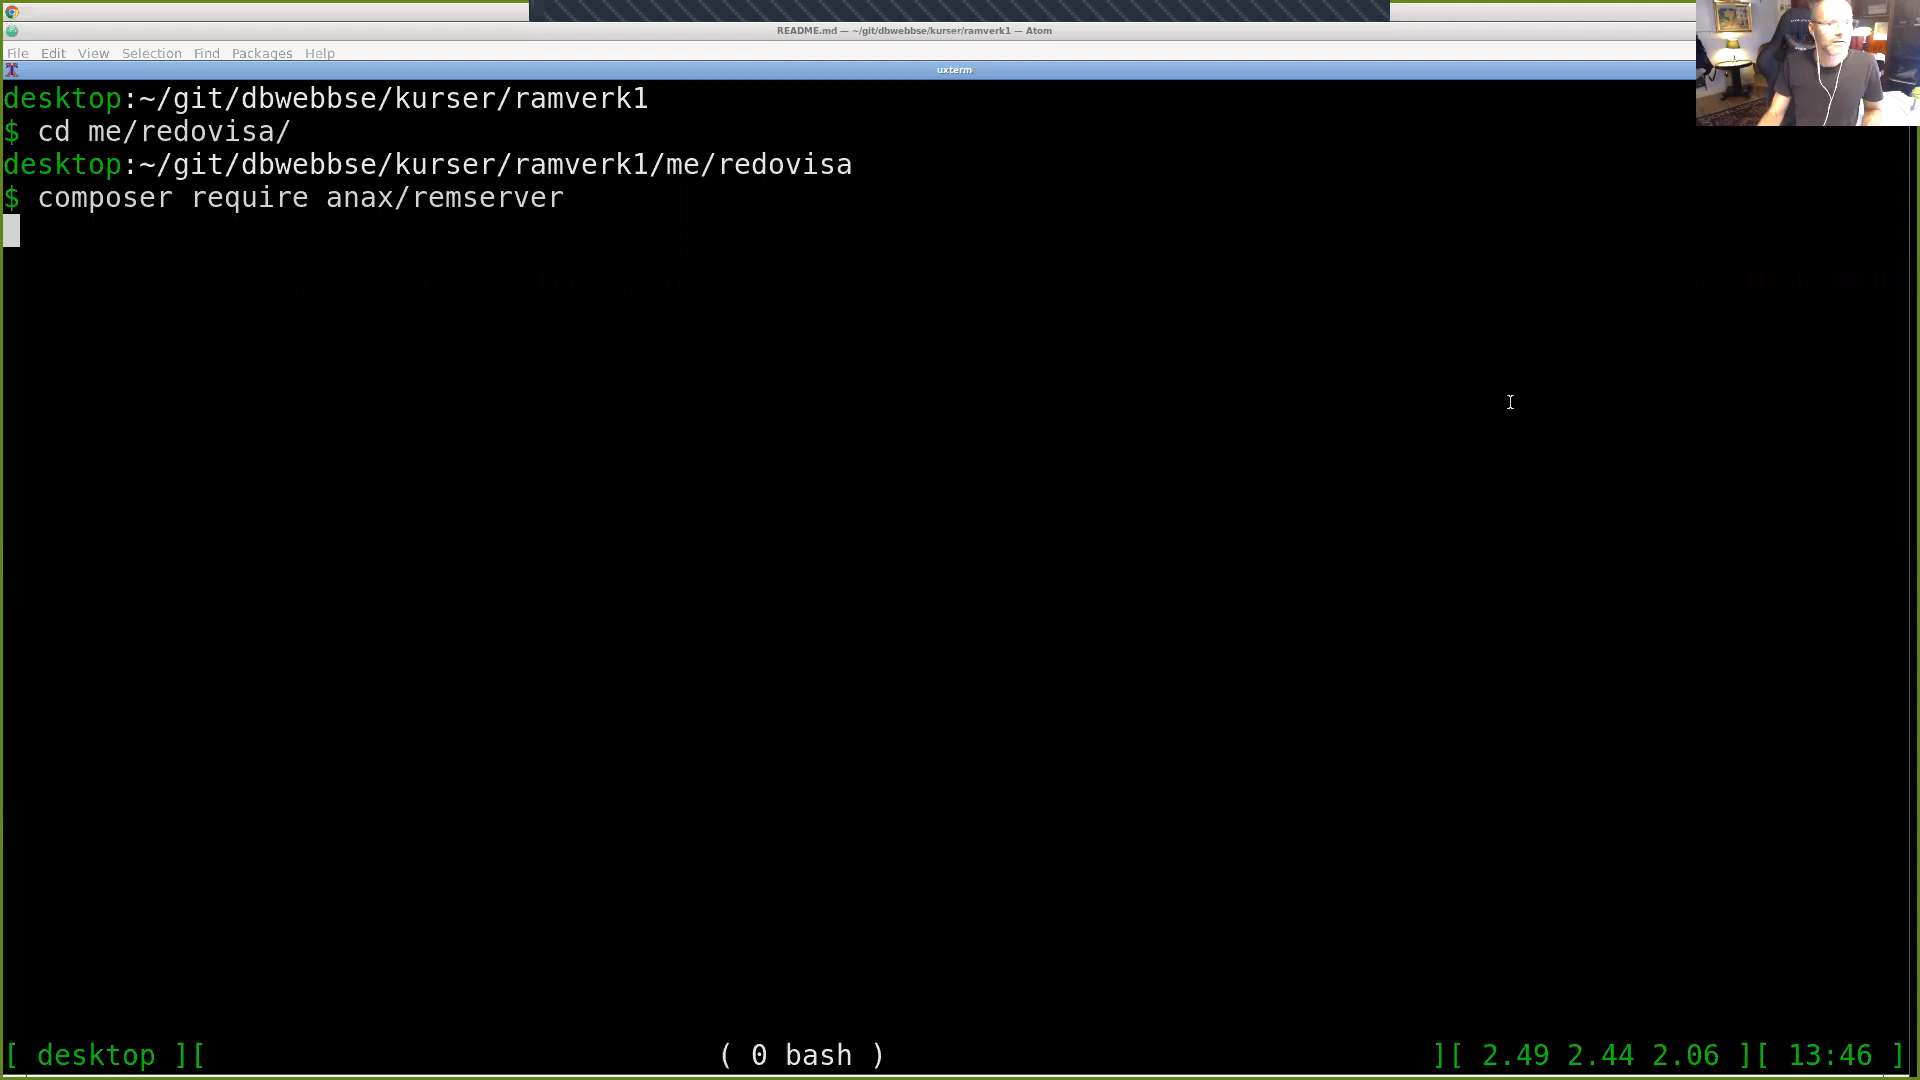 README.md — ~/git/dbwebbse/kurser/ramverk1 — Atom
File Edit View Selection Find Packages Help
uxterm
desktop:~/git/dbwebbse/kurser/ramverk1
$ cd me/redovisa/
desktop:~/git/dbwebbse/kurser/ramverk1/me/redovisa
$ composer require anax/remserver
[ desktop ][ ( 0 bash ) ][ 2.49 2.44 2.06 ][ 13:46 ]